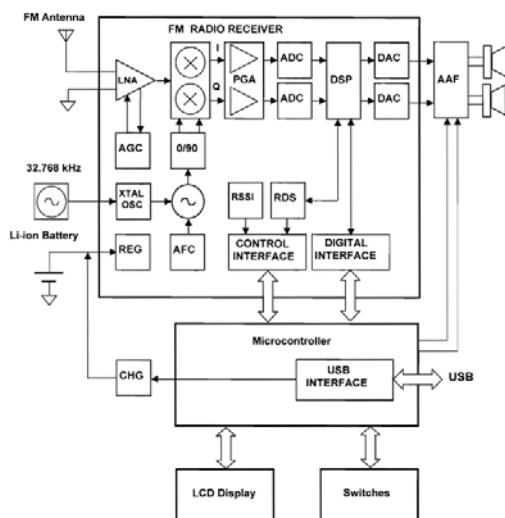 FM Antenna
FM RADIO RECEIVER
I
LNA
PGA
ADC
DSP
DAC
AAF
Q
ADC
DAC
AGC
0/90
32.768 kHz
XTAL
OSC
RSSI
RDS
Li-ion Battery
REG
AFC
CONTROL
INTERFACE
DIGITAL
INTERFACE
Microcontroller
CHG
USB
INTERFACE
USB
LCD Display
Switches